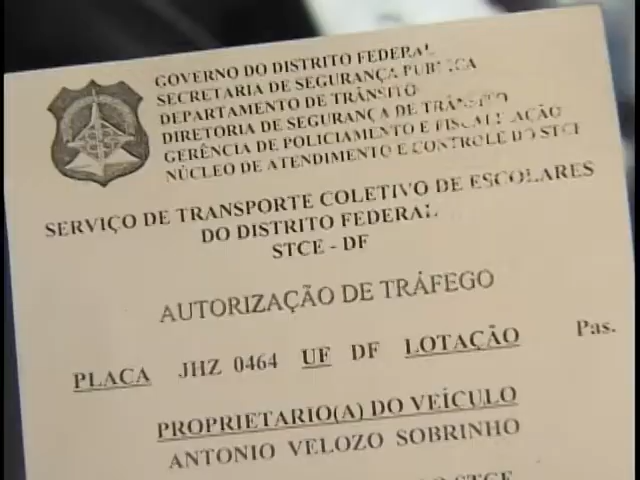 GOVERNO DO DISTRITO FEDERAL
SECRETARIA DE SEGURANÇA PÚBLICA
DEPARTAMENTO DE TRÂNSITO
DIRETORIA DE SEGURANÇA DE TRÂNSITO
GERÊNCIA DE POLICIAMENTO E FISCALIZAÇÃO
NÚCLEO DE ATENDIMENTO E CONTROLE DO STCE
SERVIÇO DE TRANSPORTE COLETIVO DE ESCOLARES
DO DISTRITO FEDERAL
STCE - DF
AUTORIZAÇÃO DE TRÁFEGO
PLACA JHZ 0464 UF DF LOTAÇÃO Pas.
PROPRIETARIO(A) DO VEÍCULO
ANTONIO VELOZO SOBRINHO
STCE